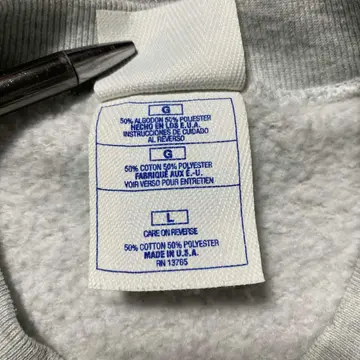 G
50% ALGODON 50% POLIESTER
HECHO EN LOS E.U.A.
INSTRUCCIONES DE CUIDADO
AL REVERSO
G
50% COTON 50% POLYESTER
FABRIQUÉ AUX É.-U.
VOIR VERSO POUR ENTRETIEN
L
CARE ON REVERSE
50% COTTON 50% POLYESTER
MADE IN U.S.A.
RN 13765